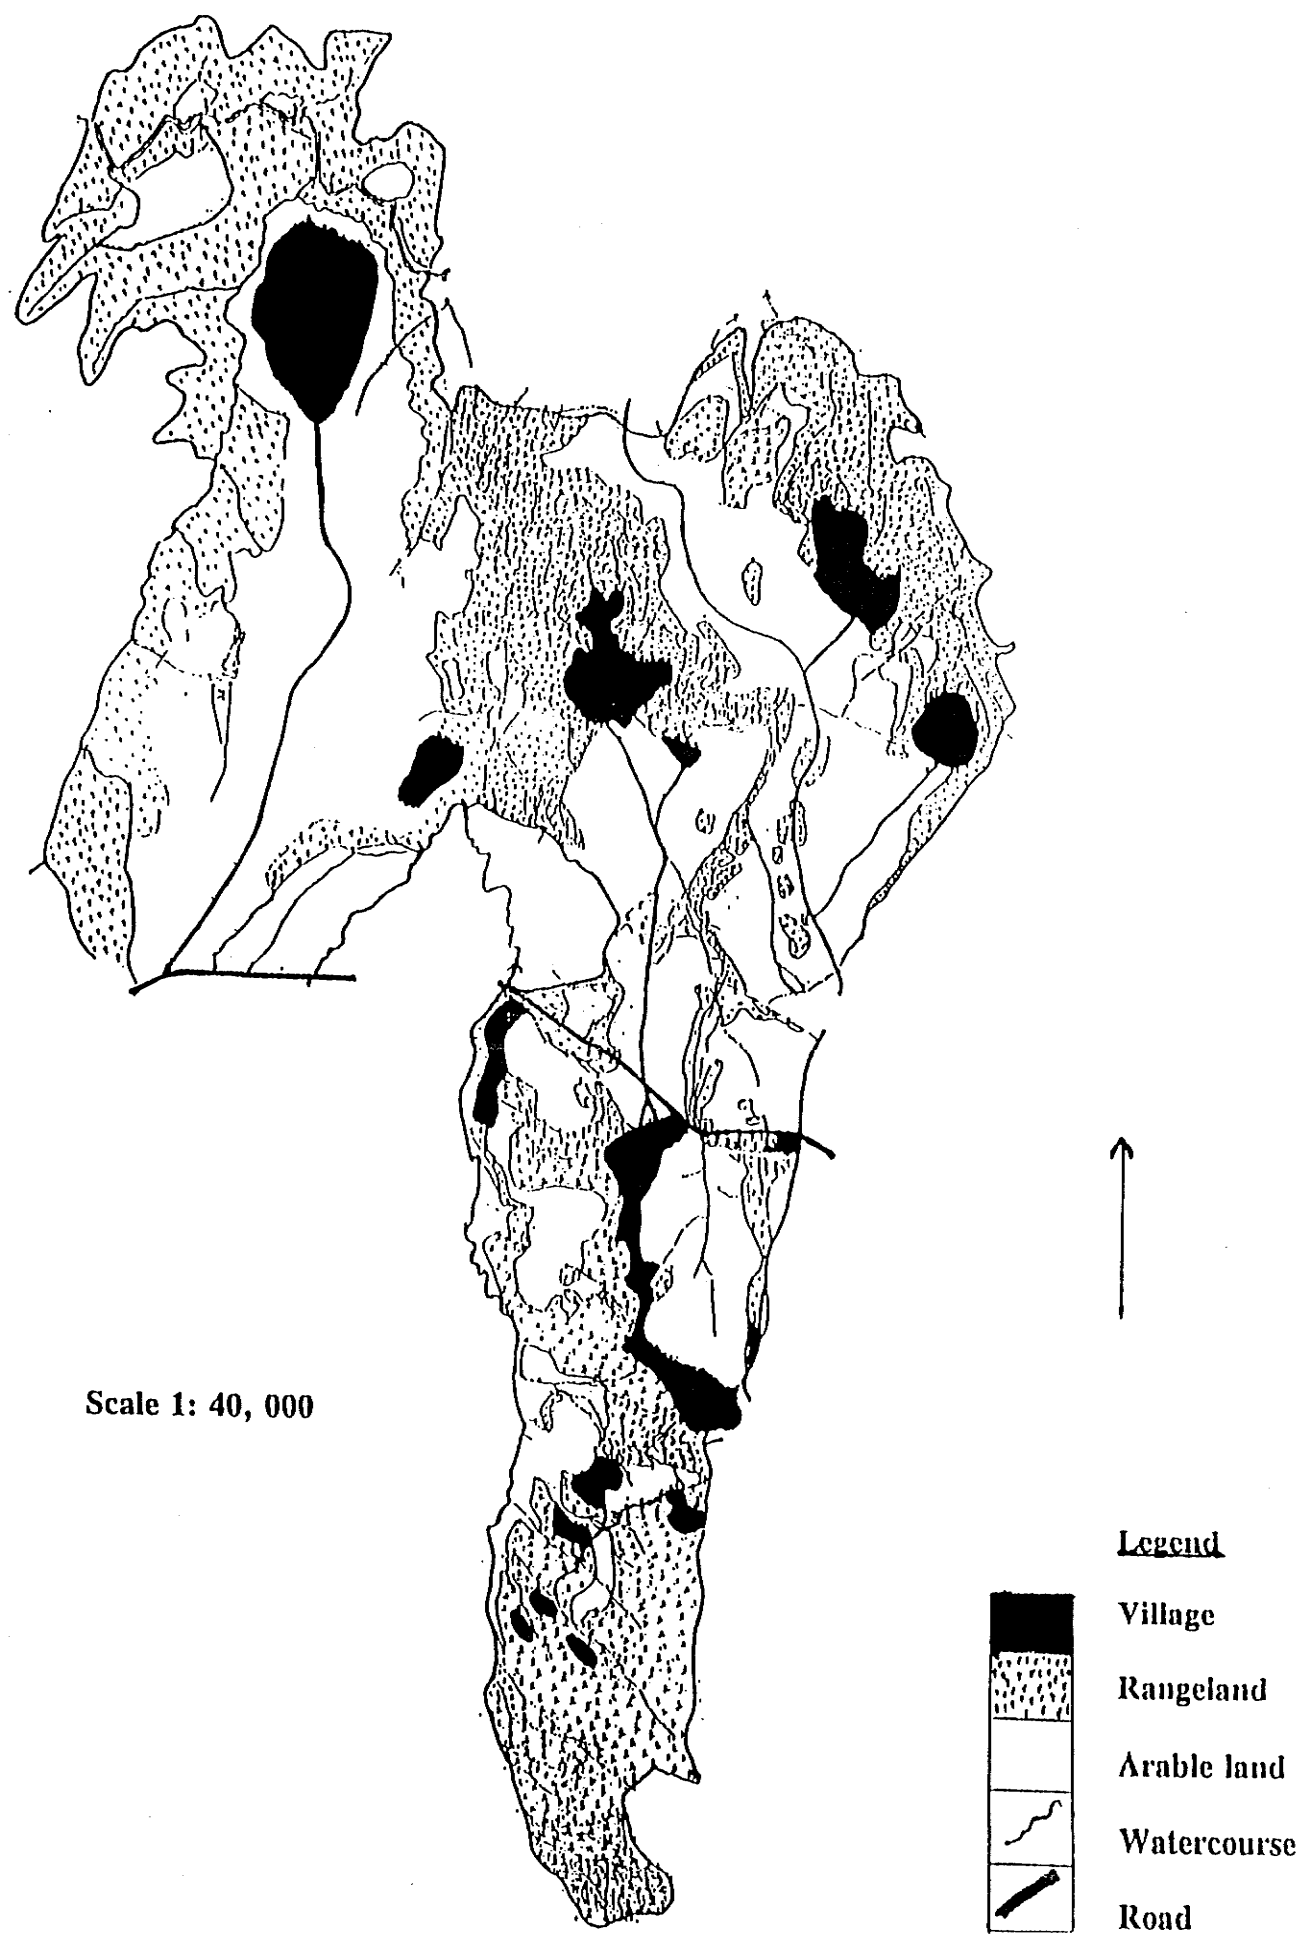 Scale 1: 40, 000
Legend
Village
Rangeland
Arable land
Watercourse
Road